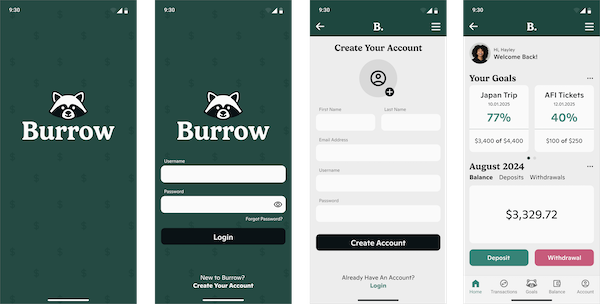 9:30
Burrow
9:30
Burrow
Username
Password
Forgot Password?
Login
New to Burrow?
Create Your Account
9:30
B.
Create Your Account
First Name
Last Name
Email Address
Username
Password
Create Account
Already Have An Account?
Login
9:30
B.
Hi, Hayley
Welcome Back!
Your Goals
Japan Trip
10.01.2025
77%
$3,400 of $4,400
AFI Tickets
12.01.2025
40%
$100 of $250
August 2024
Balance Deposits Withdrawals
$3,329.72
Deposit
Withdrawal
Home Transactions Goals Balance Account